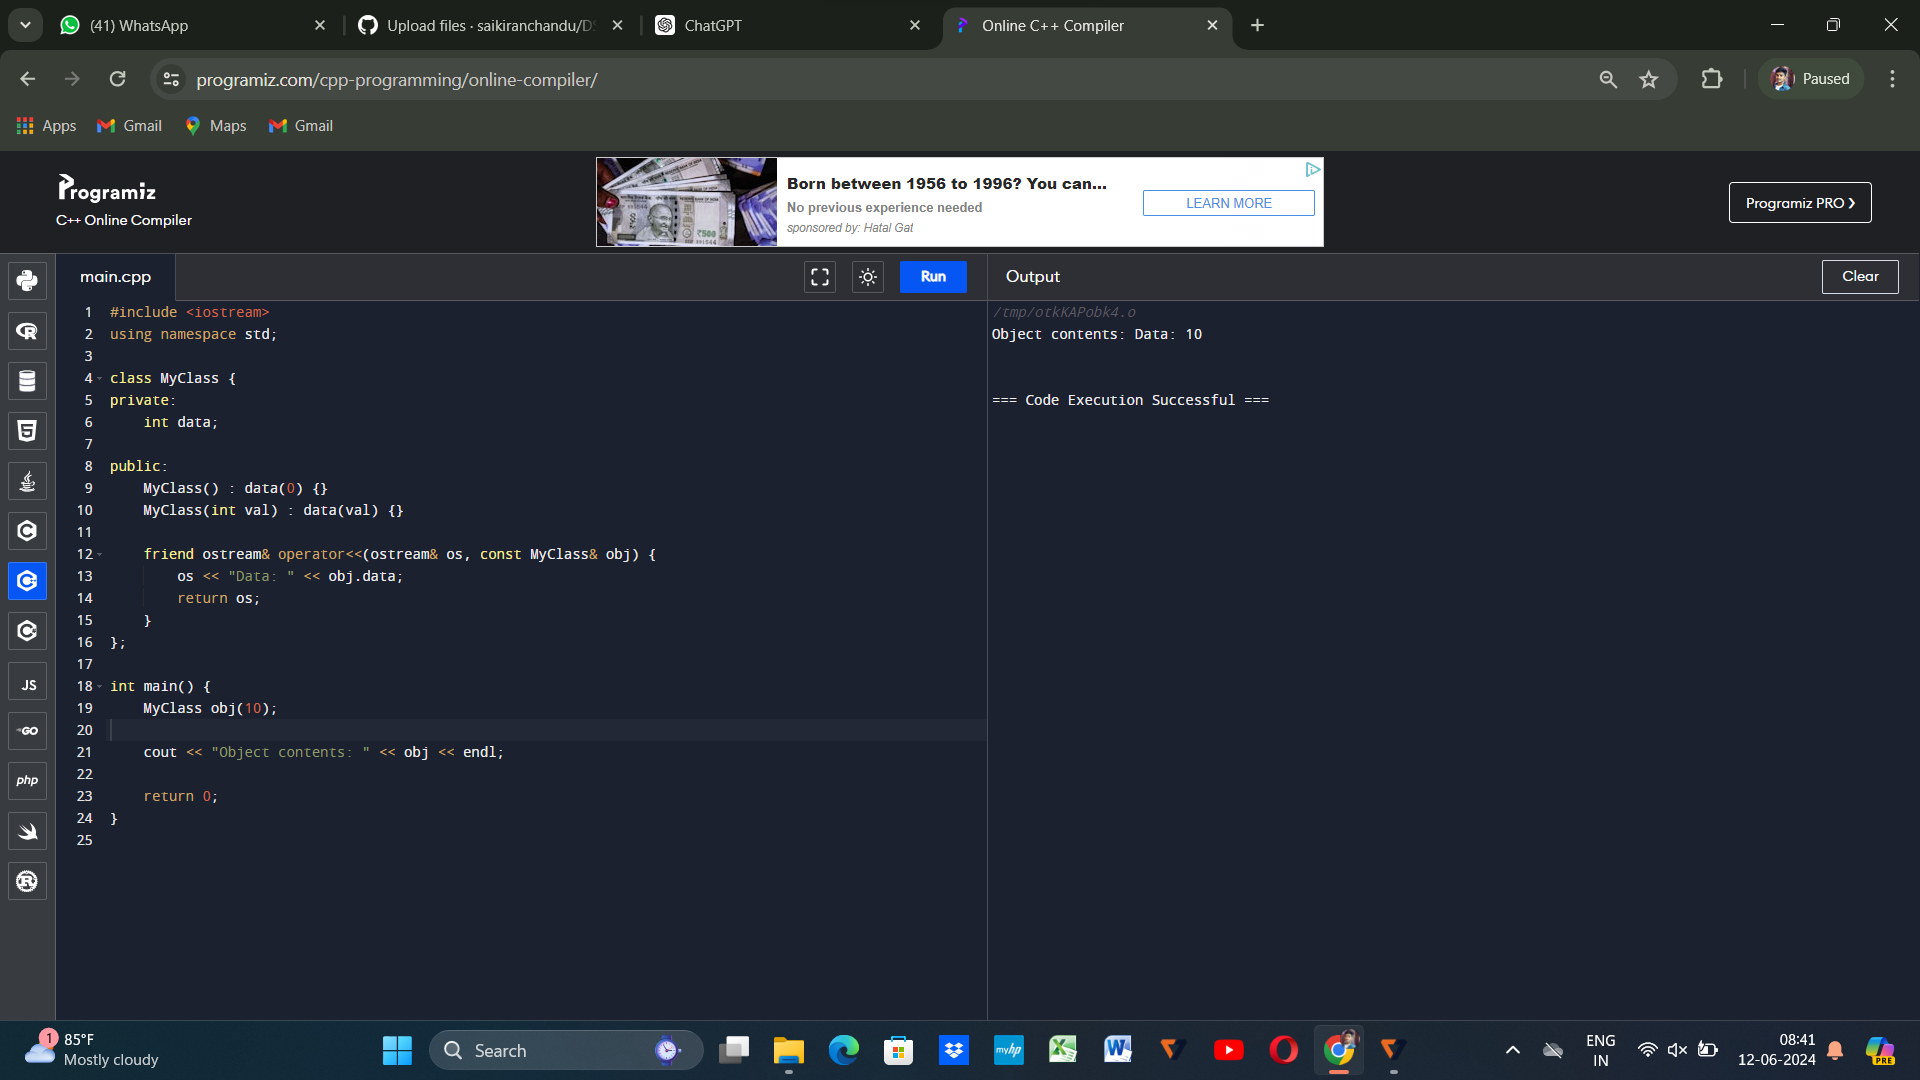 (41) WhatsApp
Upload files · saikiranchandu/DS
ChatGPT
Online C++ Compiler
programiz.com/cpp-programming/online-compiler/
Paused
Apps
Gmail
Maps
Gmail
Programiz
C++ Online Compiler
Born between 1956 to 1996? You can...
No previous experience needed
sponsored by: Hatal Gat
LEARN MORE
Programiz PRO ›
main.cpp
Run
Output
Clear
1 #include <iostream>
2 using namespace std;
3
4 class MyClass {
5 private:
6     int data;
7
8 public:
9     MyClass() : data(0) {}
10     MyClass(int val) : data(val) {}
11
12     friend ostream& operator<<(ostream& os, const MyClass& obj) {
13         os << "Data: " << obj.data;
14         return os;
15     }
16 };
17
18 int main() {
19     MyClass obj(10);
20
21     cout << "Object contents: " << obj << endl;
22
23     return 0;
24 }
25
/tmp/otkKAPobk4.o
Object contents: Data: 10
=== Code Execution Successful ===
JS
GO
php
1
85°F
Mostly cloudy
Search
myhp
ENG
IN
08:41
12-06-2024
PRE